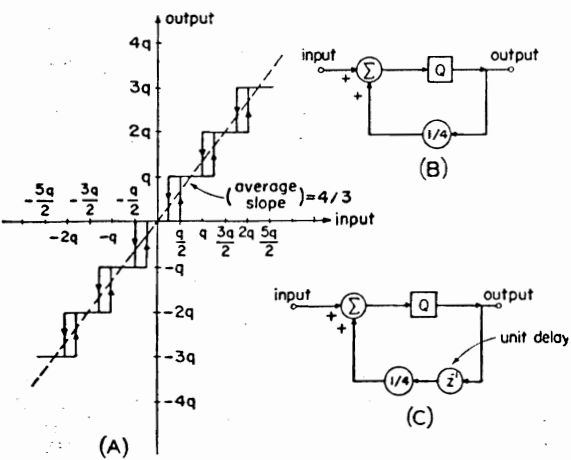 output
4q
3q
2q
q
(average slope) = 4/3
-5q/2 -3q/2 -q/2
-2q -q
input
q/2 q 3q/2 2q 5q/2
-q
-2q
-3q
-4q
(A)
input
output
+
Σ
Q
+
1/4
(B)
input
output
+
Σ
Q
+
unit delay
1/4
z⁻¹
(C)